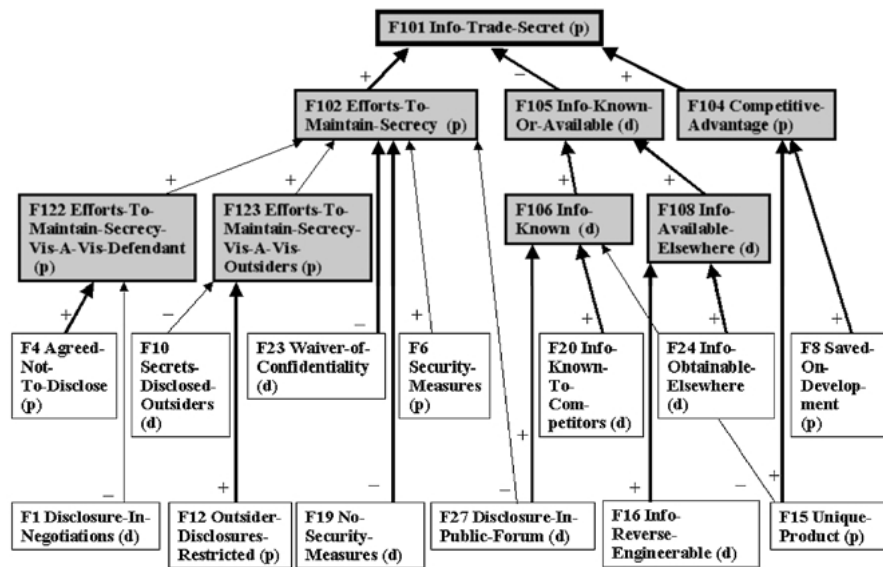 F101 Info-Trade-Secret (p)
+
–
+
F102 Efforts-To-
Maintain-Secrecy (p)
F105 Info-Known-
Or-Available (d)
F104 Competitive-
Advantage (p)
+
+
+
+
F122 Efforts-To-
Maintain-Secrecy-
Vis-A-Vis-Defendant
(p)
F123 Efforts-To-
Maintain-Secrecy-
Vis-A-Vis-
Outsiders (p)
F106 Info-
Known (d)
F108 Info-
Available-
Elsewhere (d)
+
–
–
+
+
+
+
F4 Agreed-
Not-
To-Disclose
(p)
F10
Secrets-
Disclosed-
Outsiders
(d)
F23 Waiver-of-
Confidentiality
(d)
F6
Security-
Measures
(p)
F20 Info-
Known-
To-
Com-
petitors (d)
F24 Info-
Obtainable-
Elsewhere
(d)
F8 Saved-
On-
Development
(p)
–
+
–
–
+
+
–
+
F1 Disclosure-In-
Negotiations (d)
F12 Outsider-
Disclosures-
Restricted (p)
F19 No-
Security-
Measures (d)
F27 Disclosure-In-
Public-Forum (d)
F16 Info-
Reverse-
Engineerable (d)
F15 Unique-
Product (p)